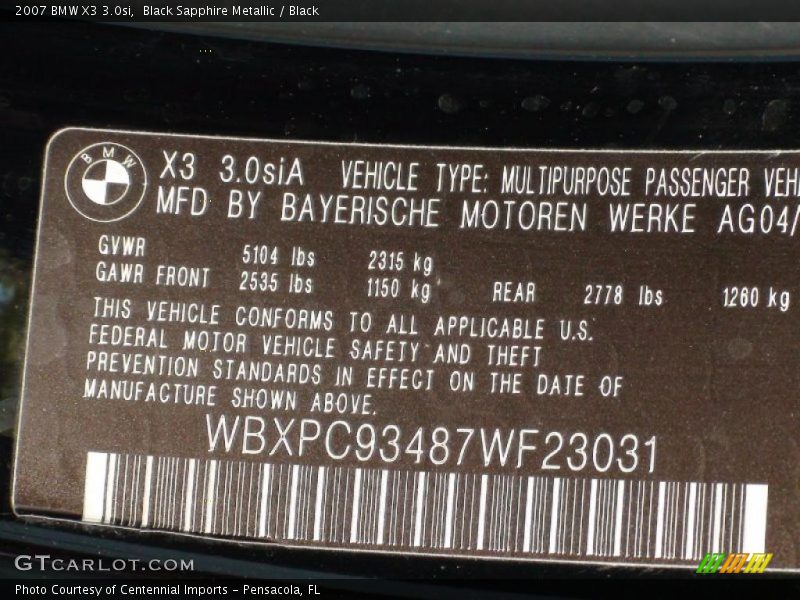 2007 BMW X3 3.0si,  Black Sapphire Metallic / Black
BMW
X3 3.0siA VEHICLE TYPE: MULTIPURPOSE PASSENGER VEHI
MFD BY BAYERISCHE MOTOREN WERKE AG04/
GVWR 5104 lbs 2315 kg
GAWR FRONT 2535 lbs 1150 kg REAR 2778 lbs 1260 kg
THIS VEHICLE CONFORMS TO ALL APPLICABLE U.S.
FEDERAL MOTOR VEHICLE SAFETY AND THEFT
PREVENTION STANDARDS IN EFFECT ON THE DATE OF
MANUFACTURE SHOWN ABOVE.
WBXPC93487WF23031
GTCARLOT.COM
Photo Courtesy of Centennial Imports – Pensacola, FL